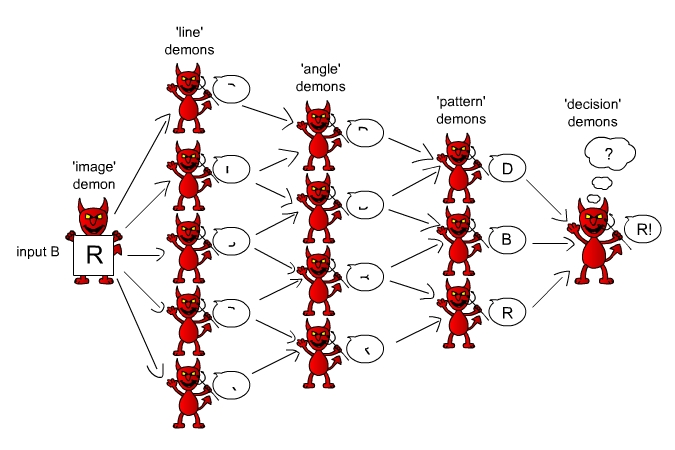 'line'
demons
'angle'
demons
'pattern'
demons
'decision'
demons
?
'image'
demon
D
R!
input B
R
B
R